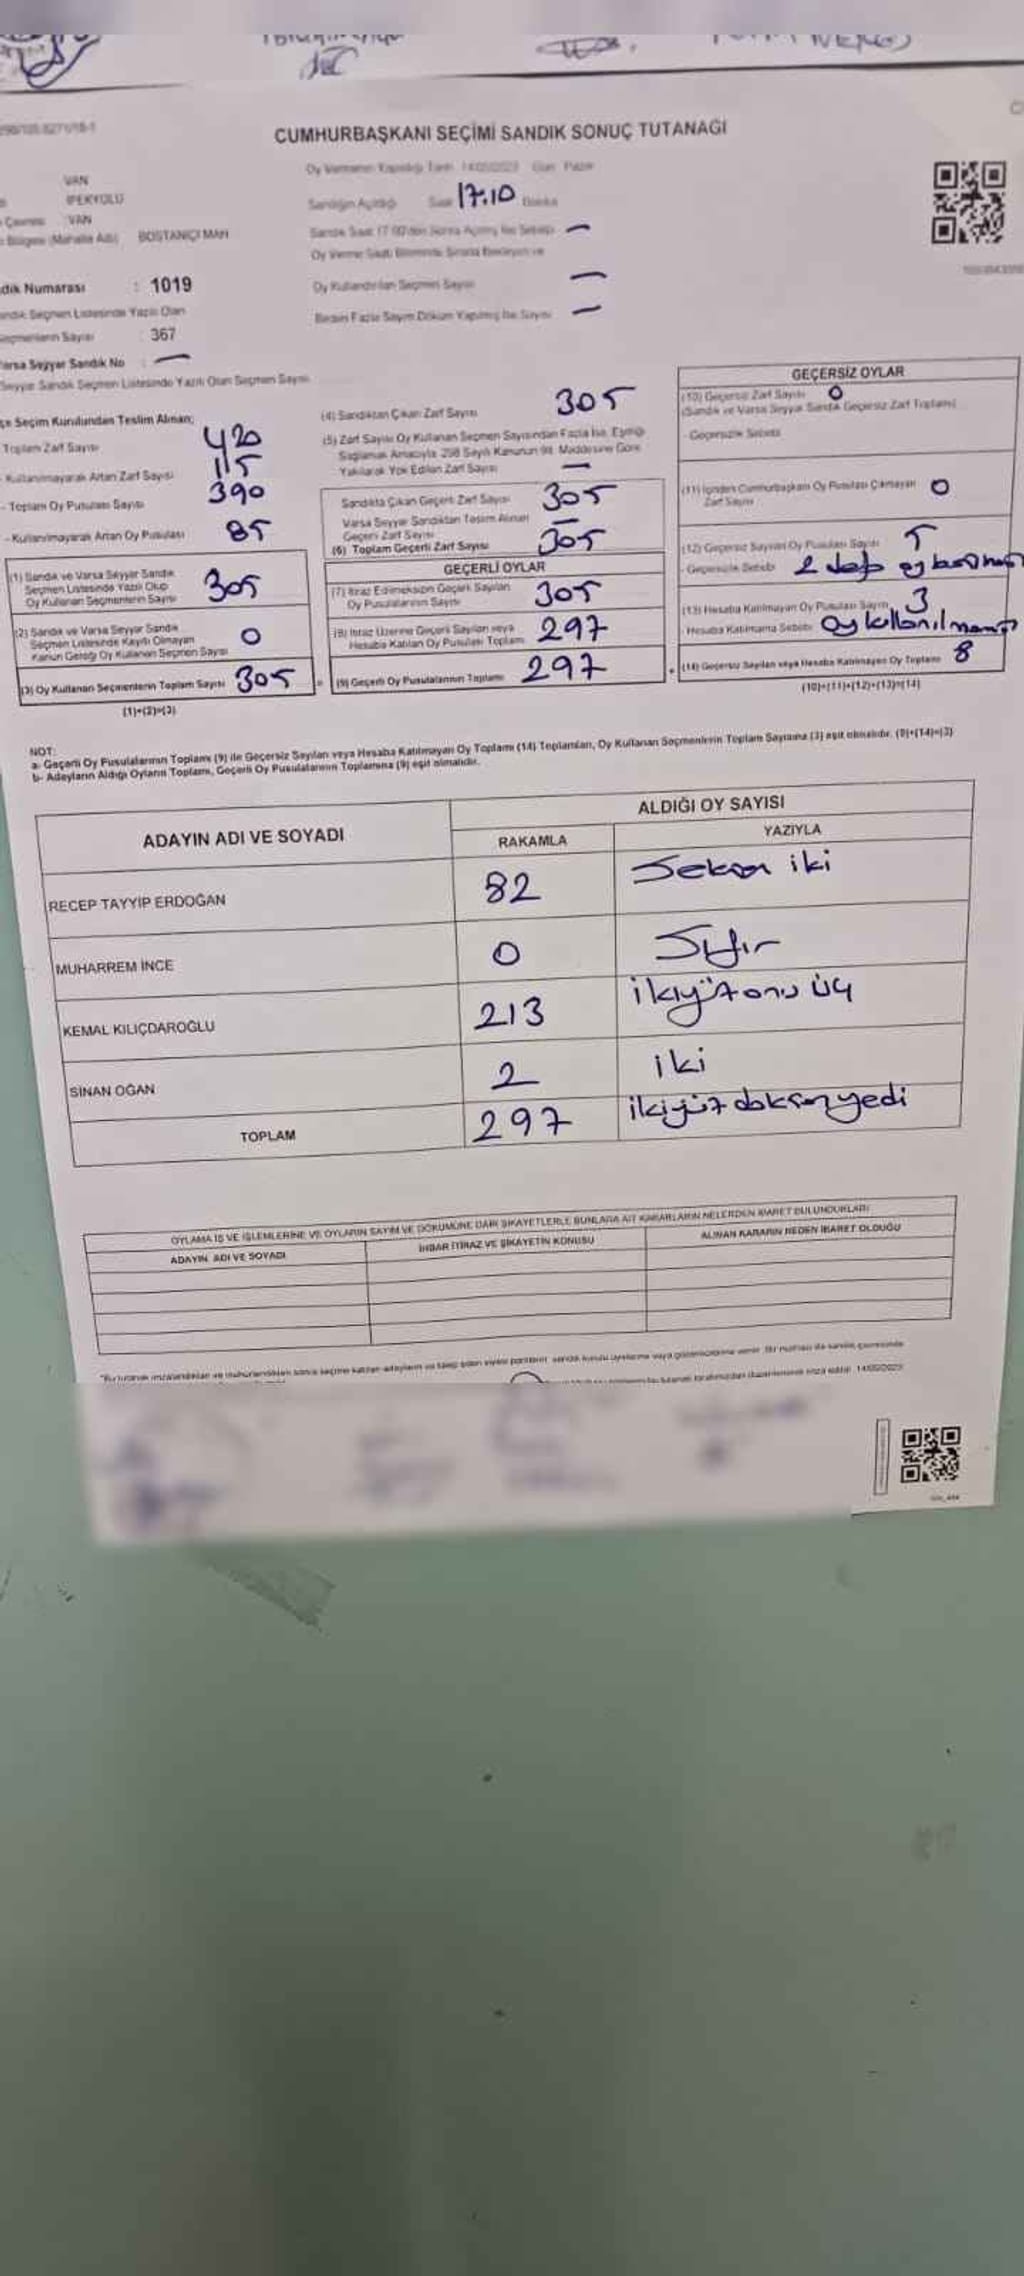 CUMHURBAŞKANI SEÇİMİ SANDIK SONUÇ TUTANAĞI
Oy Vermenin Kapandığı Tarih 14/05/2023 Gün Pazar
VAN
İPEKYOLU
VAN
Bölgesi (Mahalle Adı) BOSTANİÇİ MAH
Sandığın Açıldığı Saat 17:10 Dakika
Sandık Saat 17:00'den Sonra Açılmış İse Sebebi —
Oy Verme Saati Bitiminde Sırada Bekleyen ve
Oy Kullandırılan Seçmen Sayısı —
Birden Fazla Sayım Döküm Yapılmış İse Sayısı —
Numarası : 1019
Seçmen Listesinde Yazılı Olan
Sayısı : 367
Varsa Seyyar Sandık No : —
Seyyar Sandık Seçmen Listesinde Yazılı Olan Seçmen Sayısı
Seçim Kurulundan Teslim Alınan;
Toplam Zarf Sayısı 420
- Kullanılmayarak Artan Zarf Sayısı 115
- Toplam Oy Pusulası Sayısı 390
- Kullanılmayarak Artan Oy Pusulası 85
(1) Sandık ve Varsa Seyyar Sandık
Seçmen Listesinde Yazılı Olup
Oy Kullanan Seçmenlerin Sayısı 305
(2) Sandık ve Varsa Seyyar Sandık
Seçmen Listesinde Kayıtlı Olmayan
Kanun Gereği Oy Kullanan Seçmen Sayısı 0
(3) Oy Kullanan Seçmenlerin Toplam Sayısı 305
(1)+(2)=(3)
(4) Sandıktan Çıkan Zarf Sayısı 305
(5) Zarf Sayısı Oy Kullanan Seçmen Sayısından Fazla İse, Eşitliği
Sağlamak Amacıyla 298 Sayılı Kanunun 98. Maddesine Göre
Yakılarak Yok Edilen Zarf Sayısı —
Sandıkta Çıkan Geçerli Zarf Sayısı 305
Varsa Seyyar Sandıktan Teslim Alınan
Geçerli Zarf Sayısı —
(6) Toplam Geçerli Zarf Sayısı 305
GEÇERLİ OYLAR
(7) İtiraz Edilmeksizin Geçerli Sayılan
Oy Pusulalarının Sayısı 305
(8) İtiraz Üzerine Geçerli Sayılan veya
Hesaba Katılan Oy Pusulası Toplamı 297
(9) Geçerli Oy Pusulalarının Toplamı 297
GEÇERSİZ OYLAR
(10) Geçersiz Zarf Sayısı 0
(Sandık ve Varsa Seyyar Sandık Geçersiz Zarf Toplamı)
- Geçersizlik Sebebi
(11) İçinden Cumhurbaşkanı Oy Pusulası Çıkmayan
Zarf Sayısı 0
(12) Geçersiz Sayılan Oy Pusulası Sayısı 5
- Geçersizlik Sebebi 2 oy
(13) Hesaba Katılmayan Oy Pusulası Sayısı 3
- Hesaba Katılmama Sebebi Oy kullanılmamış
(14) Geçersiz Sayılan veya Hesaba Katılmayan Oy Toplamı 8
(10)+(11)+(12)+(13)=(14)
NOT:
a- Geçerli Oy Pusulalarının Toplamı (9) ile Geçersiz Sayılan veya Hesaba Katılmayan Oy Toplamı (14) Toplamları, Oy Kullanan Seçmenlerin Toplam Sayısına (3) eşit olmalıdır. (9)+(14)=(3)
b- Adayların Aldığı Oyların Toplamı, Geçerli Oy Pusulalarının Toplamına (9) eşit olmalıdır.
ADAYIN ADI VE SOYADI
ALDIĞI OY SAYISI
RAKAMLA YAZIYLA
RECEP TAYYİP ERDOĞAN 82 Seksen iki
MUHARREM İNCE 0 Sıfır
KEMAL KILIÇDAROĞLU 213 ikiyüz onu üç
SİNAN OĞAN 2 iki
TOPLAM 297 ikiyüz doksan yedi
OYLAMA İŞ VE İŞLEMLERİNE VE OYLARIN SAYIM VE DÖKÜMÜNE DAİR ŞİKAYETLERLE BUNLARA AİT KARARLARIN NELERDEN İBARET BULUNDUKLARI
ADAYIN ADI VE SOYADI İHBAR İTİRAZ VE ŞİKAYETİN KONUSU ALINAN KARARIN NEDEN İBARET OLDUĞU